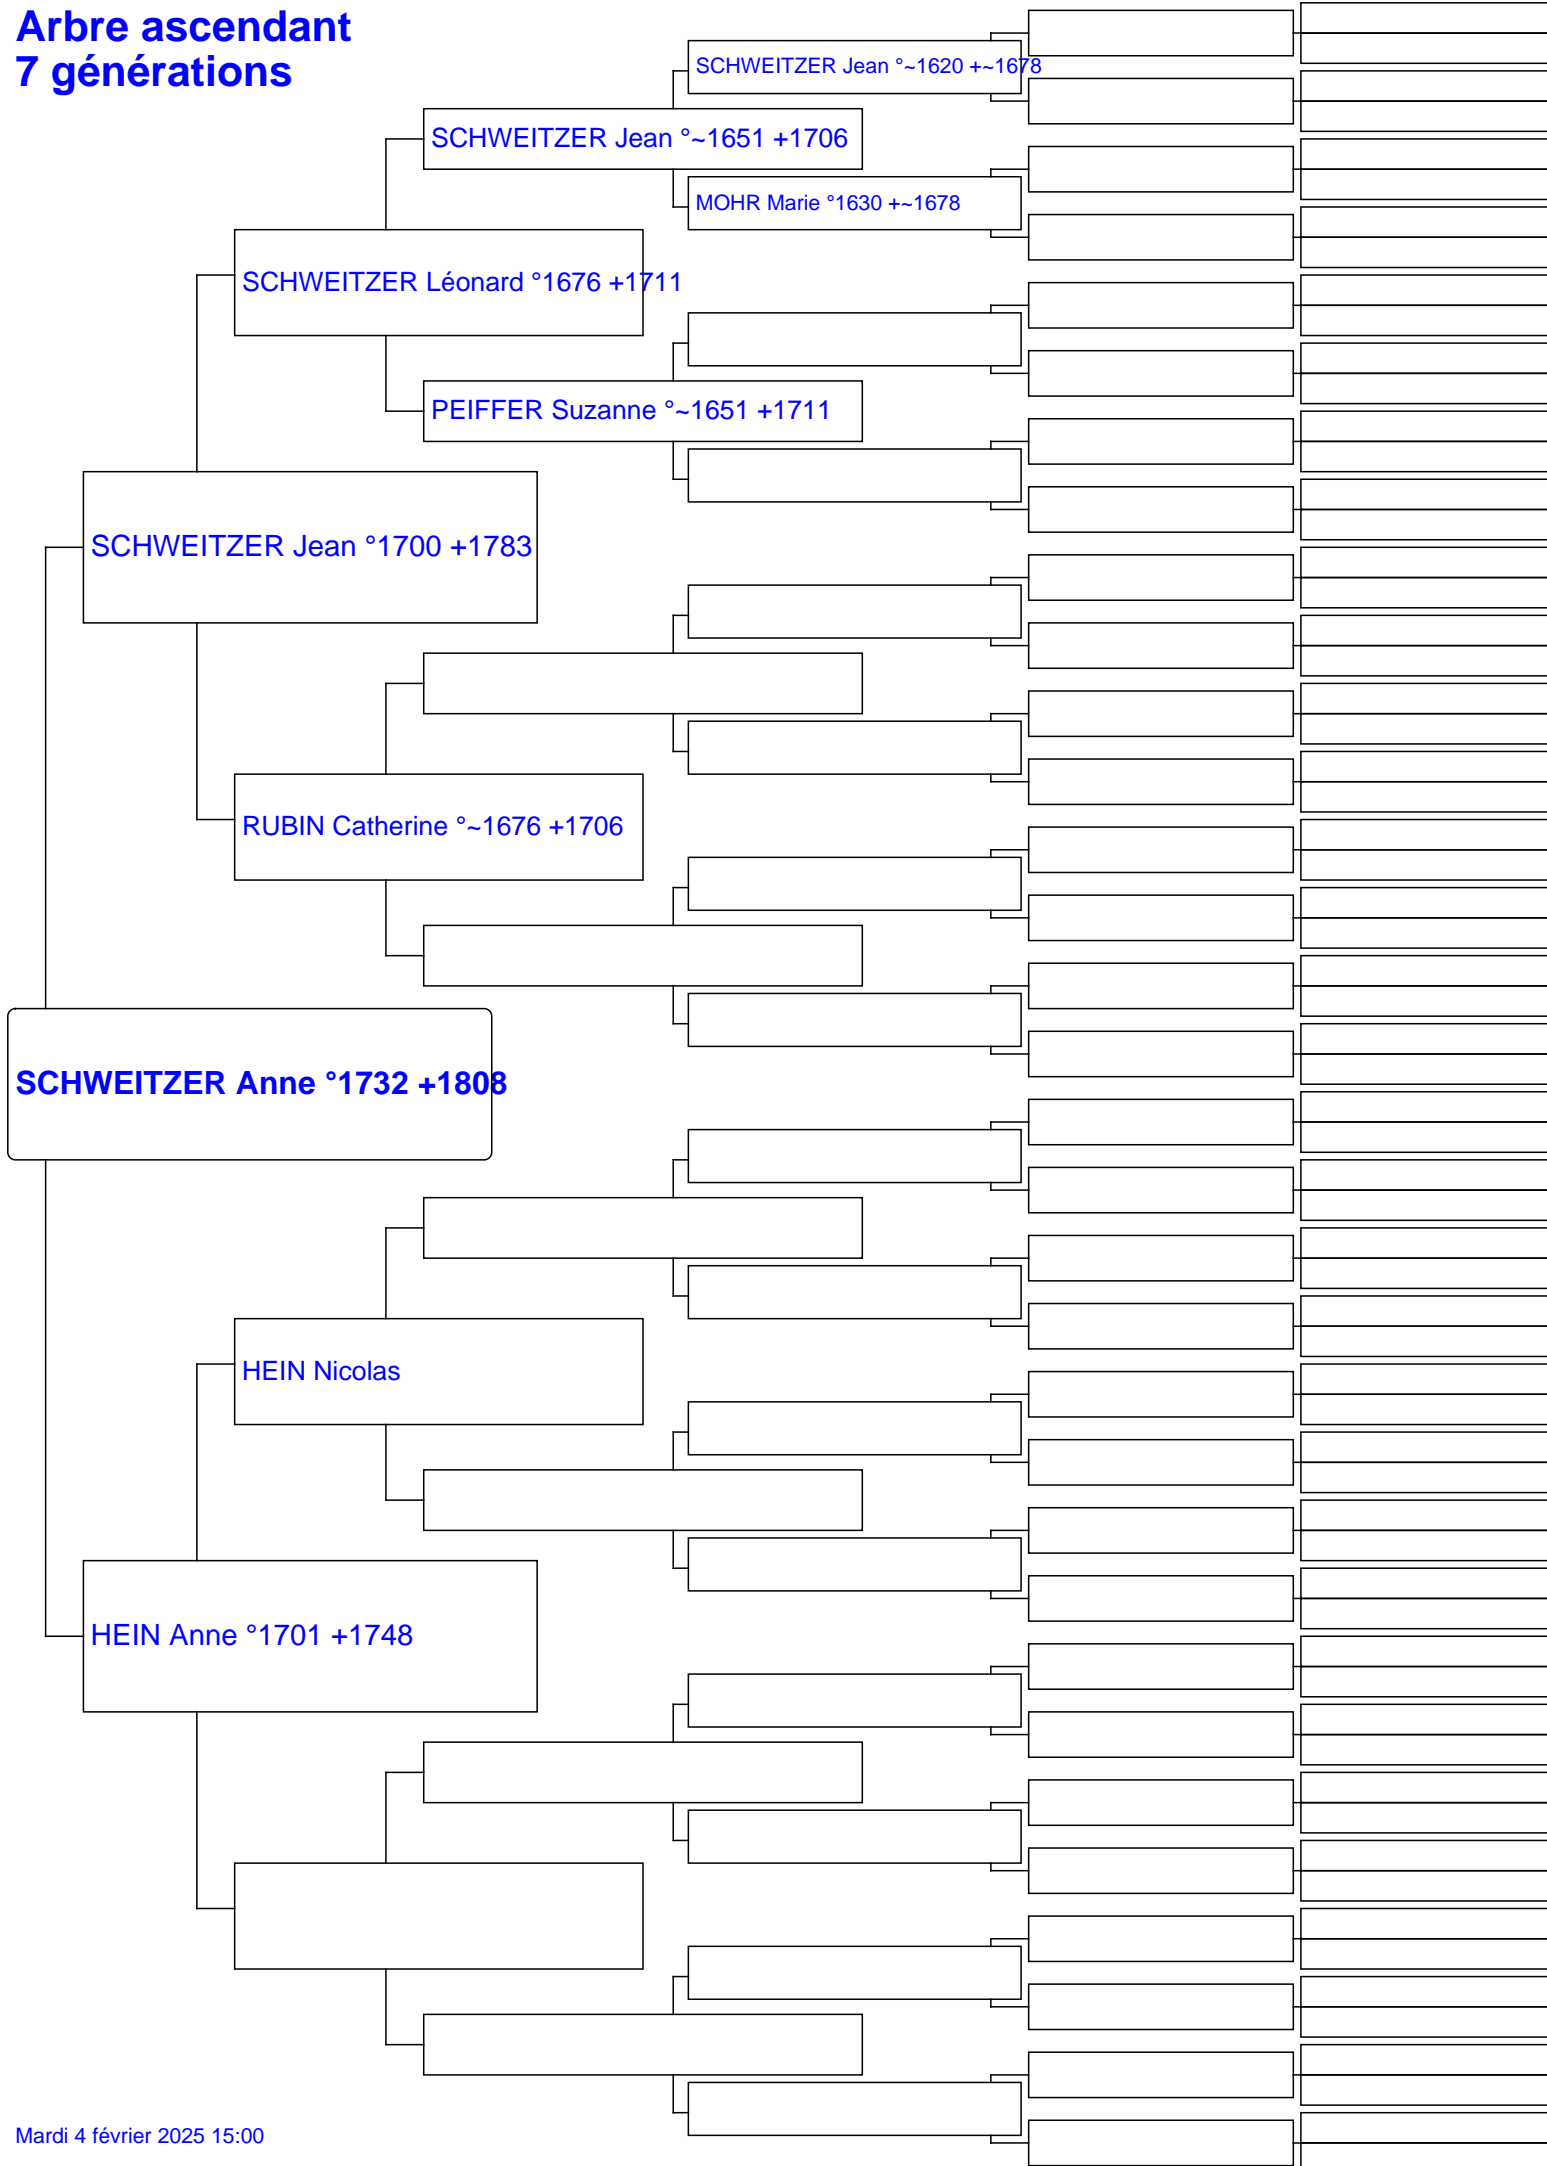 Arbre ascendant
7 générations
SCHWEITZER Jean °~1620 +~1678
SCHWEITZER Jean °~1651 +1706
MOHR Marie °1630 +~1678
SCHWEITZER Léonard °1676 +1711
PEIFFER Suzanne °~1651 +1711
SCHWEITZER Jean °1700 +1783
RUBIN Catherine °~1676 +1706
SCHWEITZER Anne °1732 +1808
HEIN Nicolas
HEIN Anne °1701 +1748
Mardi 4 février 2025 15:00